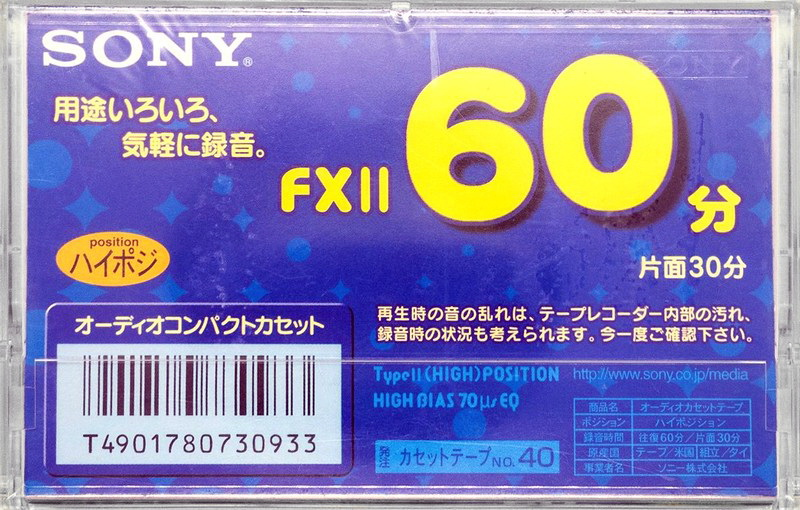 SONY®
用途いろいろ、
気軽に録音。
FXII 60分
片面30分
position
ハイポジ
オーディオコンパクトカセット
T4901780730933
再生時の音の乱れは、テープレコーダー内部の汚れ、
録音時の状況も考えられます。今一度ご確認下さい。
TypeII(HIGH)POSITION
HIGH BIAS 70μs EQ
http://www.sony.co.jp/media
発注 カセットテープNO.40
商品名 オーディオカセットテープ
ポジション ハイポジション
録音時間 往復60分/片面30分
原産国 テープ/米国 組立/タイ
事業者名 ソニー株式会社
SONY